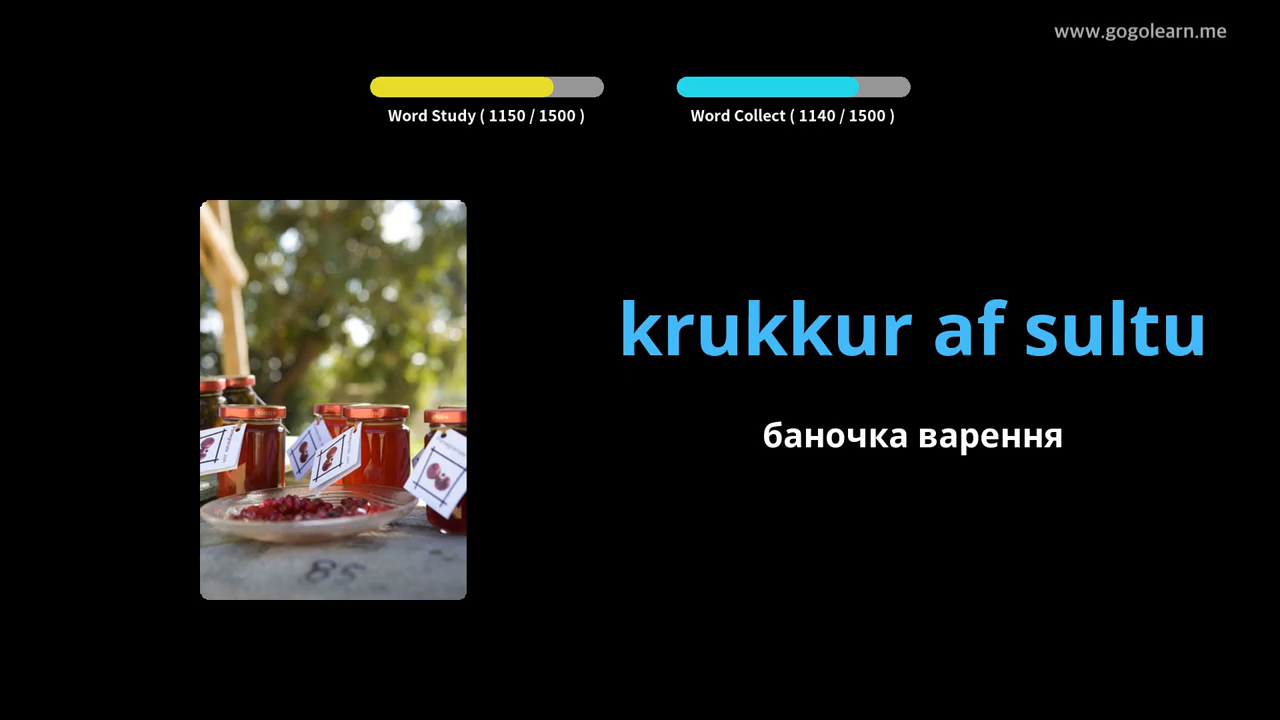 www.gogolearn.me
Word Study ( 1150 / 1500 )
Word Collect ( 1140 / 1500 )
krukkur af sultu
баночка варення
85